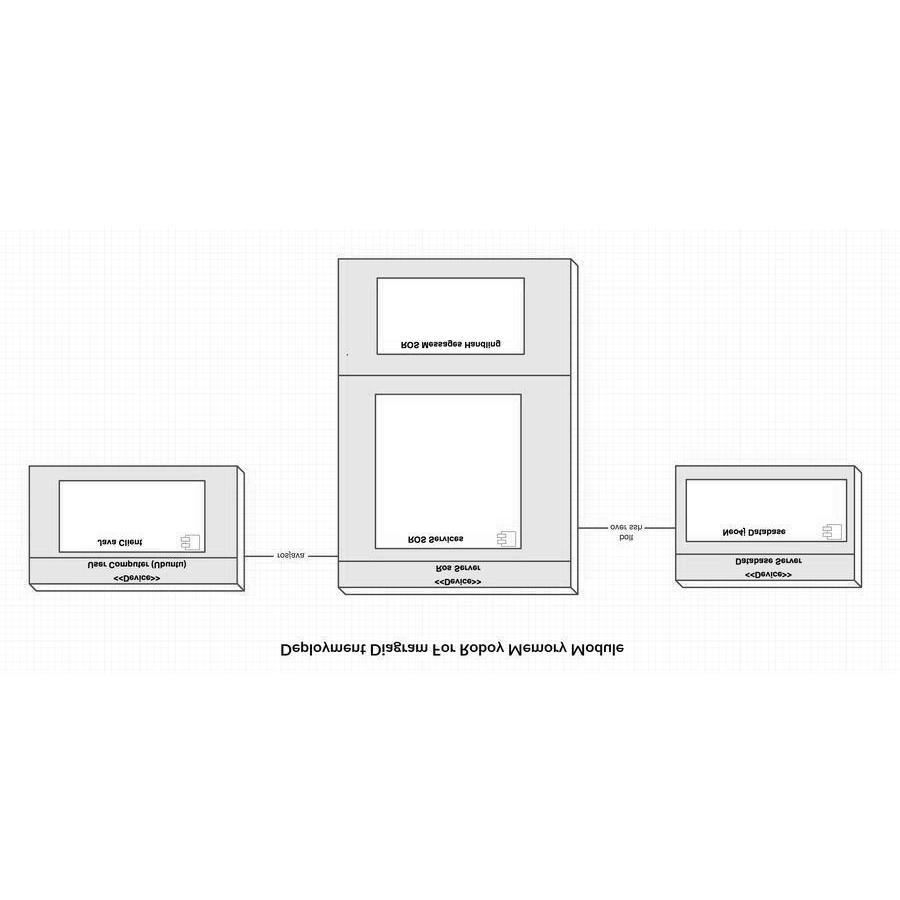 Deployment Diagram For Roboy Memory Module
<<Device>>
User Computer (Ubuntu)
Java Client
rosjava
<<Device>>
Ros Server
ROS Services
ROS Messages Handling
bolt
over ssh
<<Device>>
Database Server
Neo4j Database